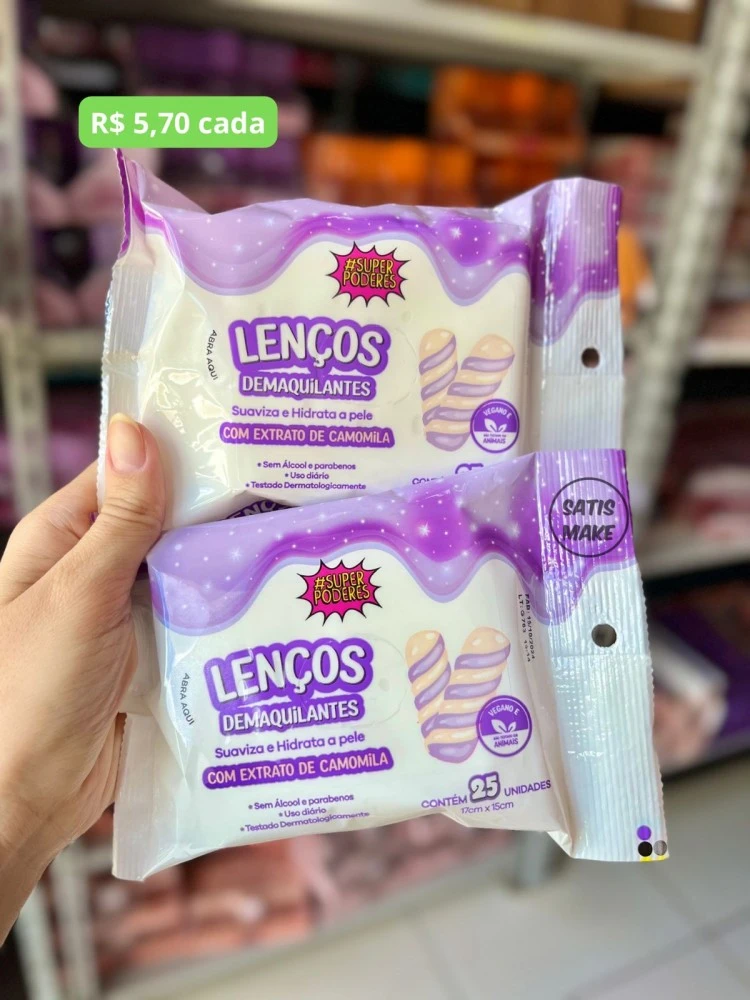 R$ 5,70 cada
#SUPER
PODERES
ABRA AQUI
LENÇOS
DEMAQUiLANTES
Suaviza e Hidrata a pele
COM EXTRATO DE CAMOMiLA
VEGANO E
ANIMAIS
• Sem Álcool e parabenos
• Uso diário
• Testado Dermatologicamente
SATIS
MAKE
#SUPER
PODERES
ABRA AQUI
LENÇOS
DEMAQUiLANTES
Suaviza e Hidrata a pele
COM EXTRATO DE CAMOMiLA
VEGANO E
ANIMAIS
• Sem Álcool e parabenos
• Uso diário
• Testado Dermatologicamente
CONTÉM 25 UNIDADES
17cm x 15cm